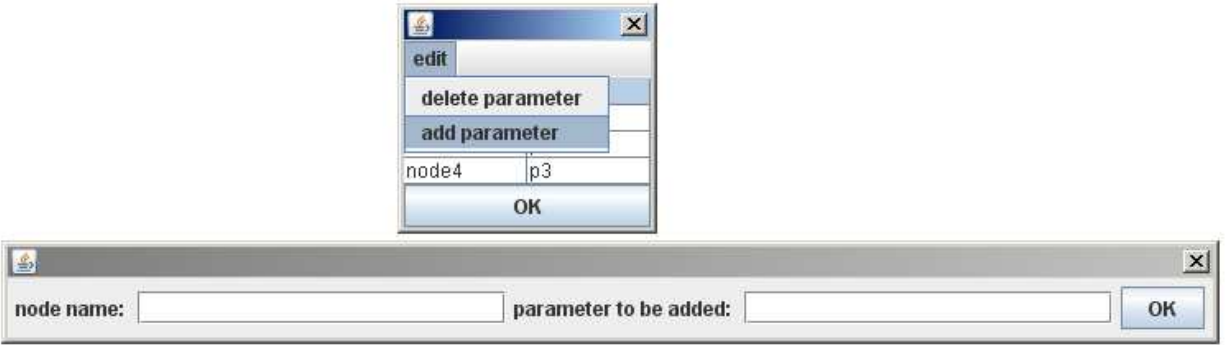 edit
delete parameter
add parameter
node4 p3
OK
node name: parameter to be added: OK